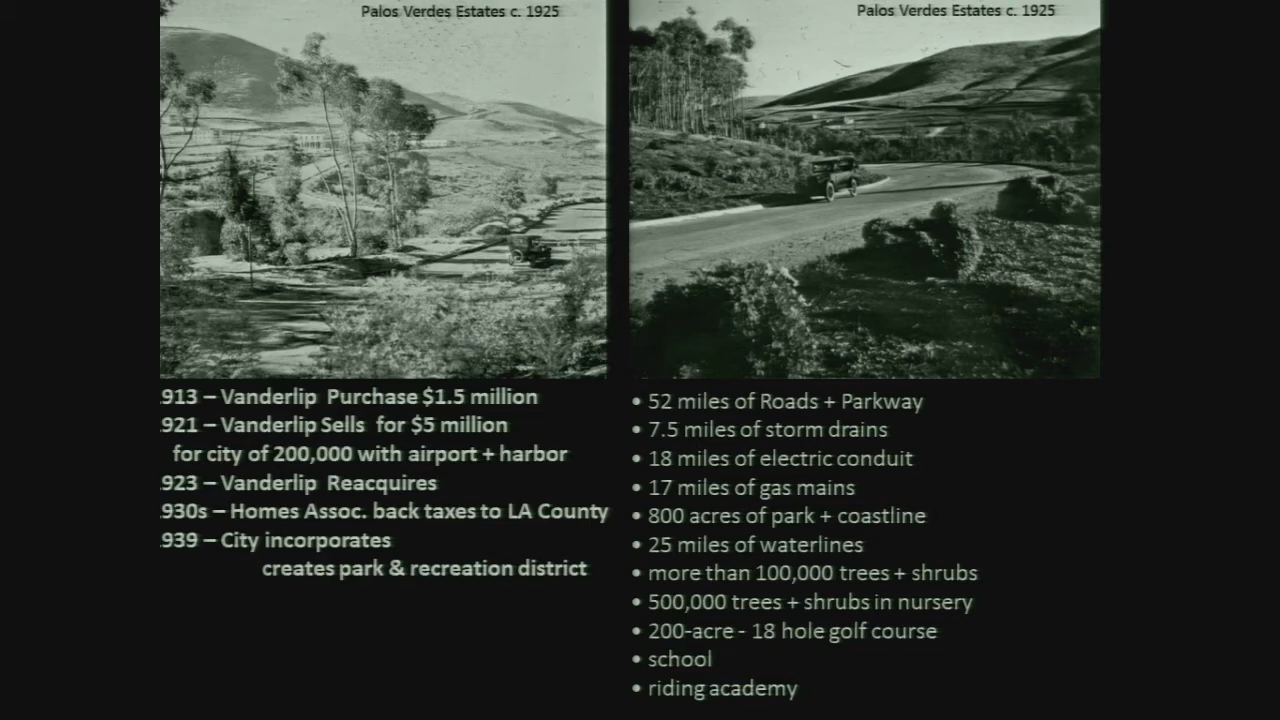 Palos Verdes Estates c. 1925
Palos Verdes Estates c. 1925
913 – Vanderlip Purchase $1.5 million
921 – Vanderlip Sells for $5 million
for city of 200,000 with airport + harbor
923 – Vanderlip Reacquires
930s – Homes Assoc. back taxes to LA County
939 – City incorporates
creates park & recreation district
• 52 miles of Roads + Parkway
• 7.5 miles of storm drains
• 18 miles of electric conduit
• 17 miles of gas mains
• 800 acres of park + coastline
• 25 miles of waterlines
• more than 100,000 trees + shrubs
• 500,000 trees + shrubs in nursery
• 200-acre - 18 hole golf course
• school
• riding academy